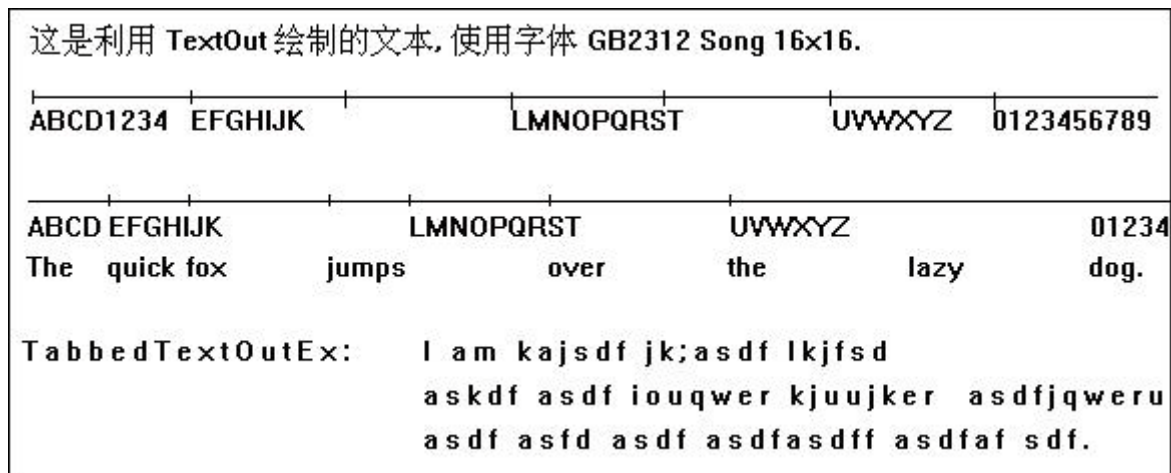 这是利用 TextOut 绘制的文本, 使用字体 GB2312 Song 16x16.
ABCD1234 EFGHIJK LMNOPQRST UVWXYZ 0123456789
ABCD EFGHIJK LMNOPQRST UVWXYZ 01234
The quick fox jumps over the lazy dog.
TabbedTextOutEx: I am kajsdf jk;asdf lkjfsd
askdf asdf iouqwer kjuujker asdfjqweru
asdf asfd asdf asdfasdff asdfaf sdf.